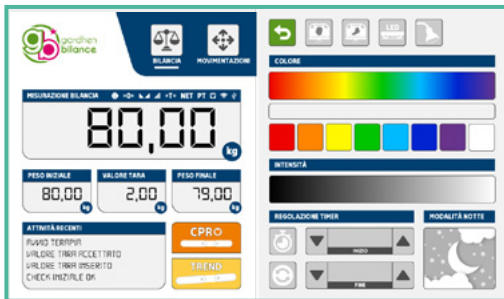 gardhen
bilance
BILANCIA
MOVIMENTAZIONE
MISURAZIONE BILANCIA
→0← →T← NET PT
80,00
kg
PESO INIZIALE
VALORE TARA
PESO FINALE
80,00
kg
2,00
kg
79,00
kg
ATTIVITÀ RECENTI
AVVIO TERAPIA
VALORE TARA ACCETTATO
VALORE TARA INSERITO
CHECK INIZIALE OK
CPRO
TREND
LED
COLORE
INTENSITÀ
REGOLAZIONE TIMER
INIZIO
FINE
MODALITÀ NOTTE